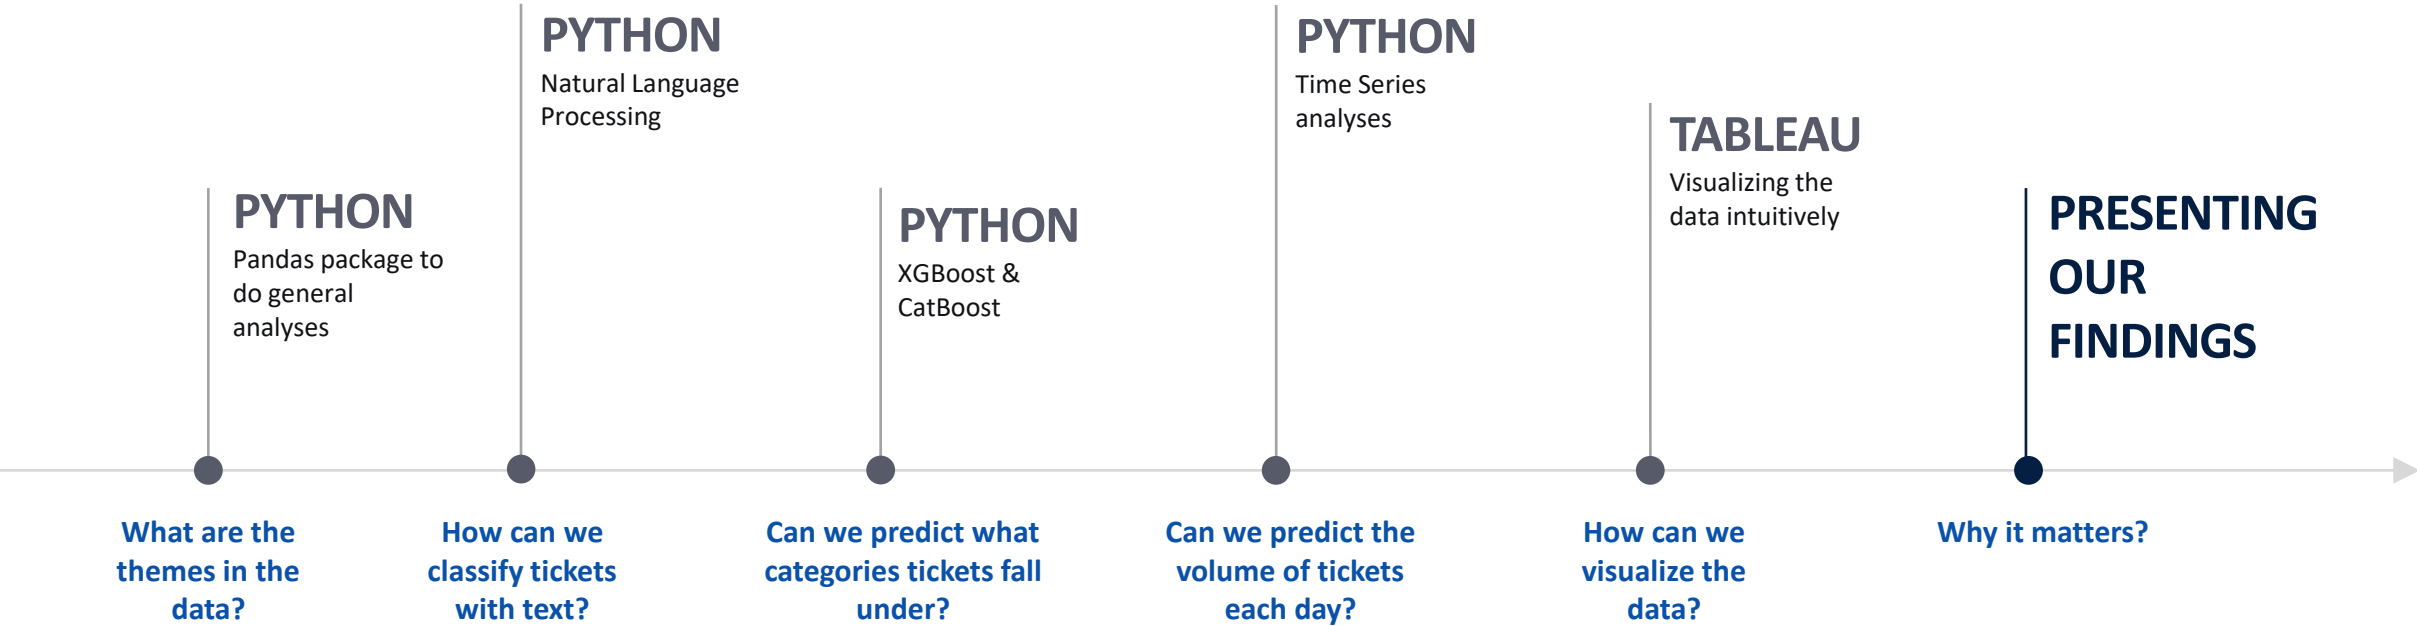 PYTHON
Pandas package to
do general
analyses
What are the
themes in the
data?
PYTHON
Natural Language
Processing
How can we
classify tickets
with text?
PYTHON
XGBoost &
CatBoost
Can we predict what
categories tickets fall
under?
PYTHON
Time Series
analyses
Can we predict the
volume of tickets
each day?
TABLEAU
Visualizing the
data intuitively
How can we
visualize the
data?
PRESENTING
OUR
FINDINGS
Why it matters?